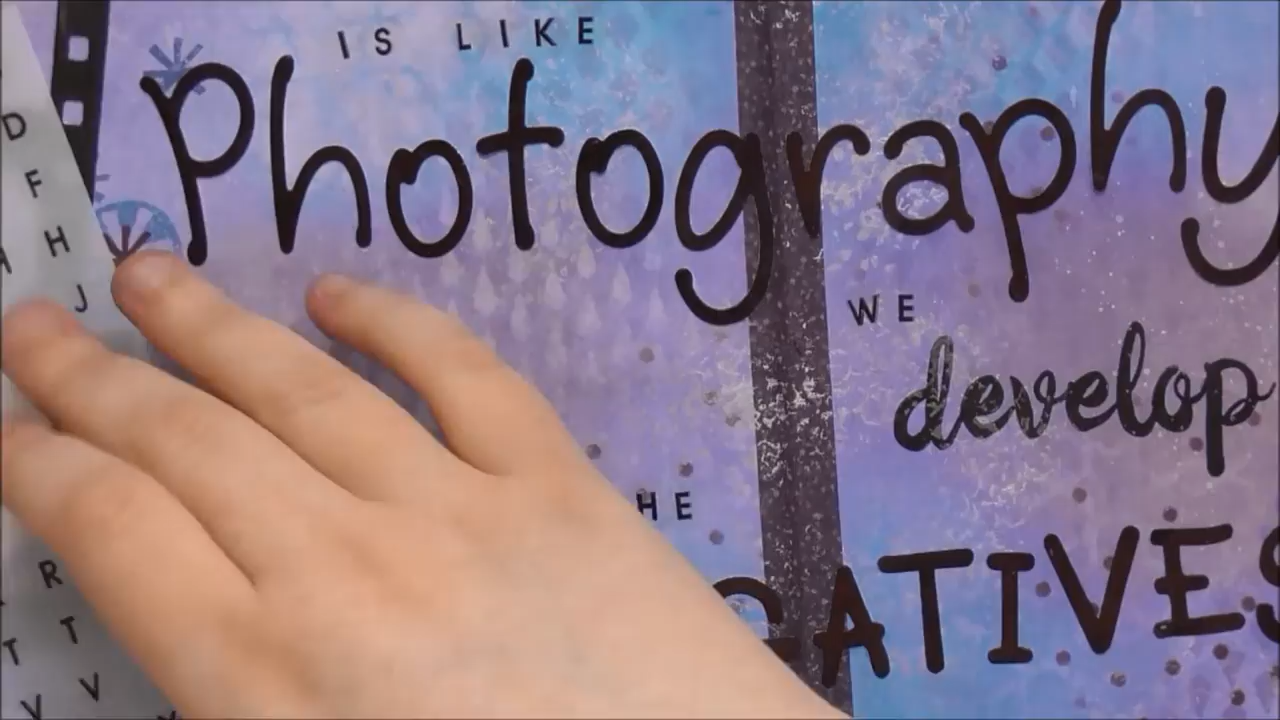 IS LIKE
Photography
WE
develop
HE
GATIVES
D
F
H
J
R
T
T
V
V